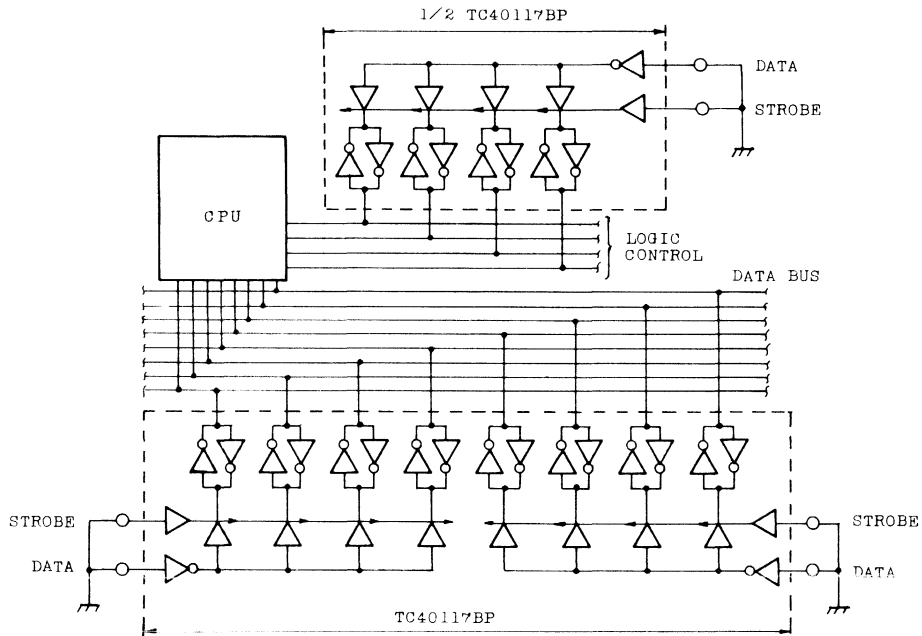 1/2 TC40117BP
DATA
STROBE
CPU
LOGIC
CONTROL
DATA BUS
STROBE
STROBE
DATA
DATA
TC40117BP